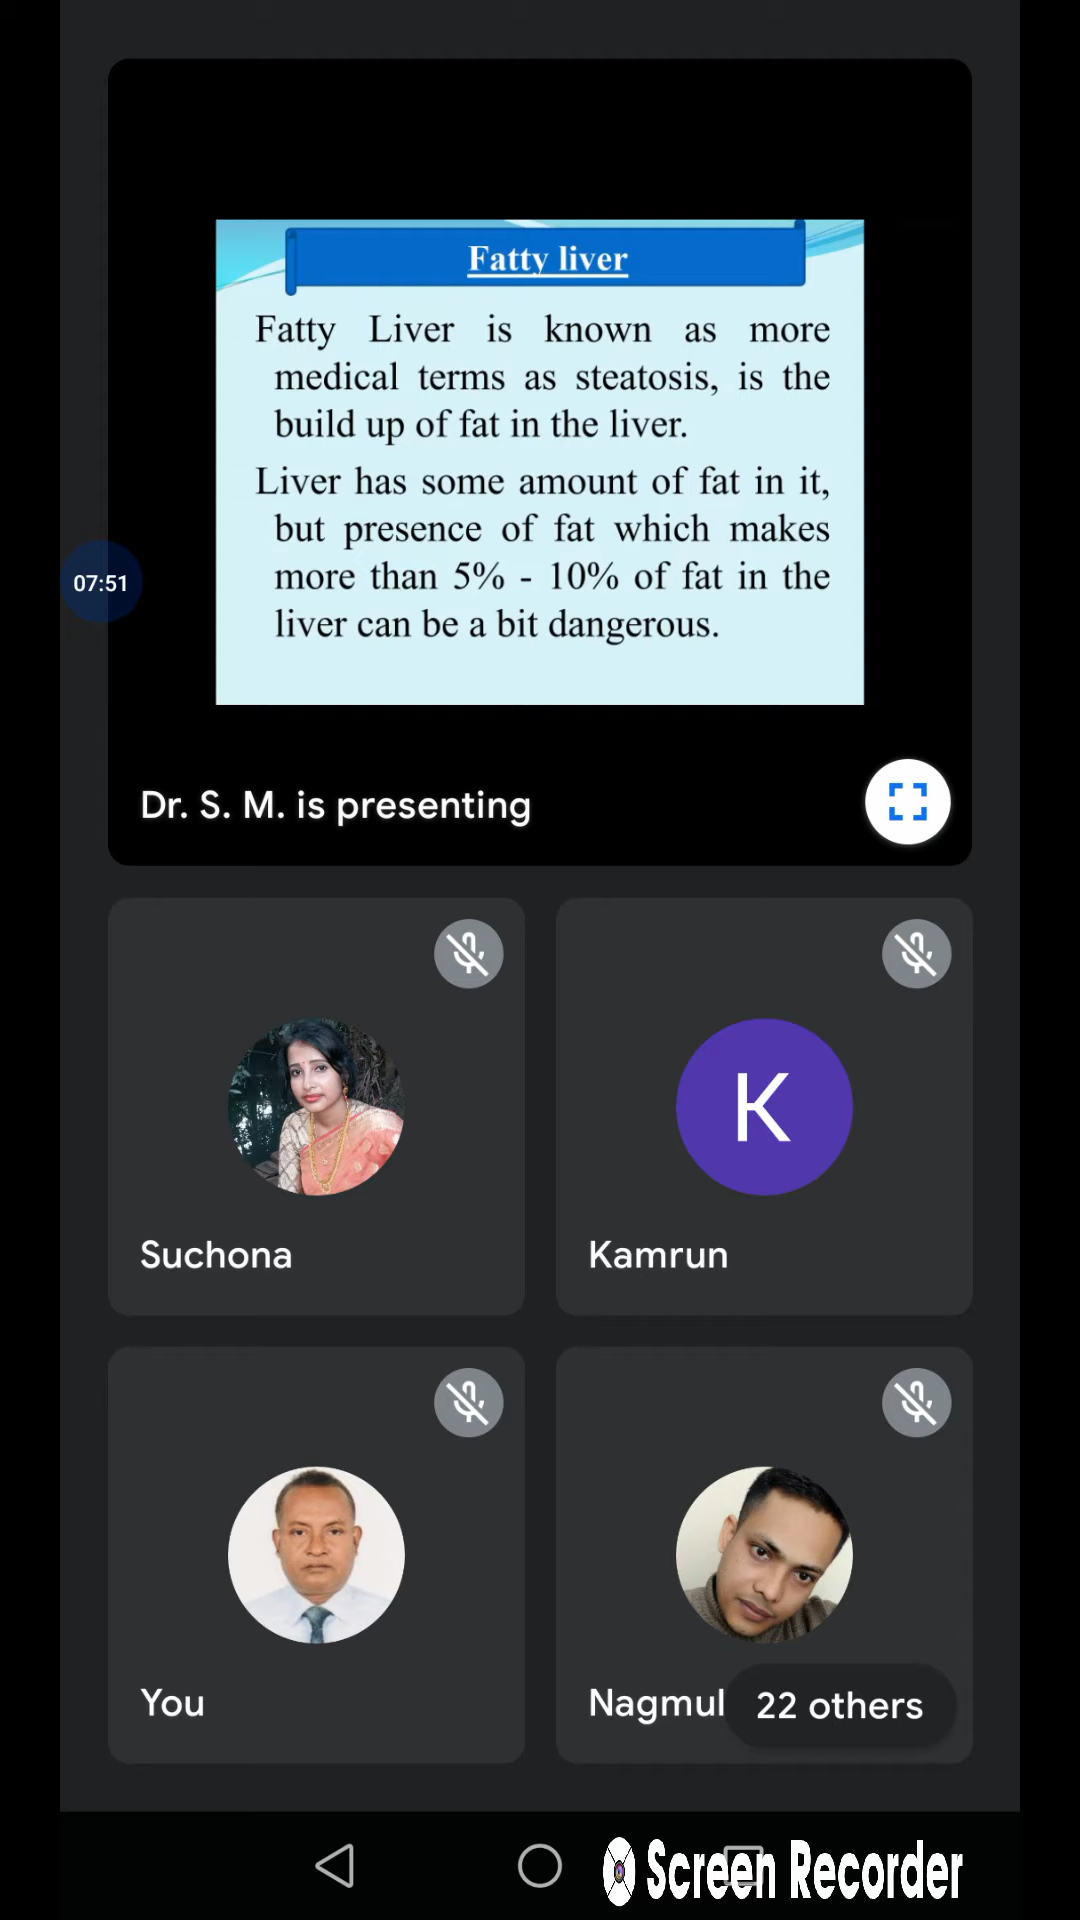 Fatty liver
Fatty Liver is known as more
medical terms as steatosis, is the
build up of fat in the liver.
Liver has some amount of fat in it,
but presence of fat which makes
more than 5% - 10% of fat in the
liver can be a bit dangerous.
07:51
Dr. S. M. is presenting
K
Suchona
Kamrun
You
Nagmul
22 others
Screen Recorder